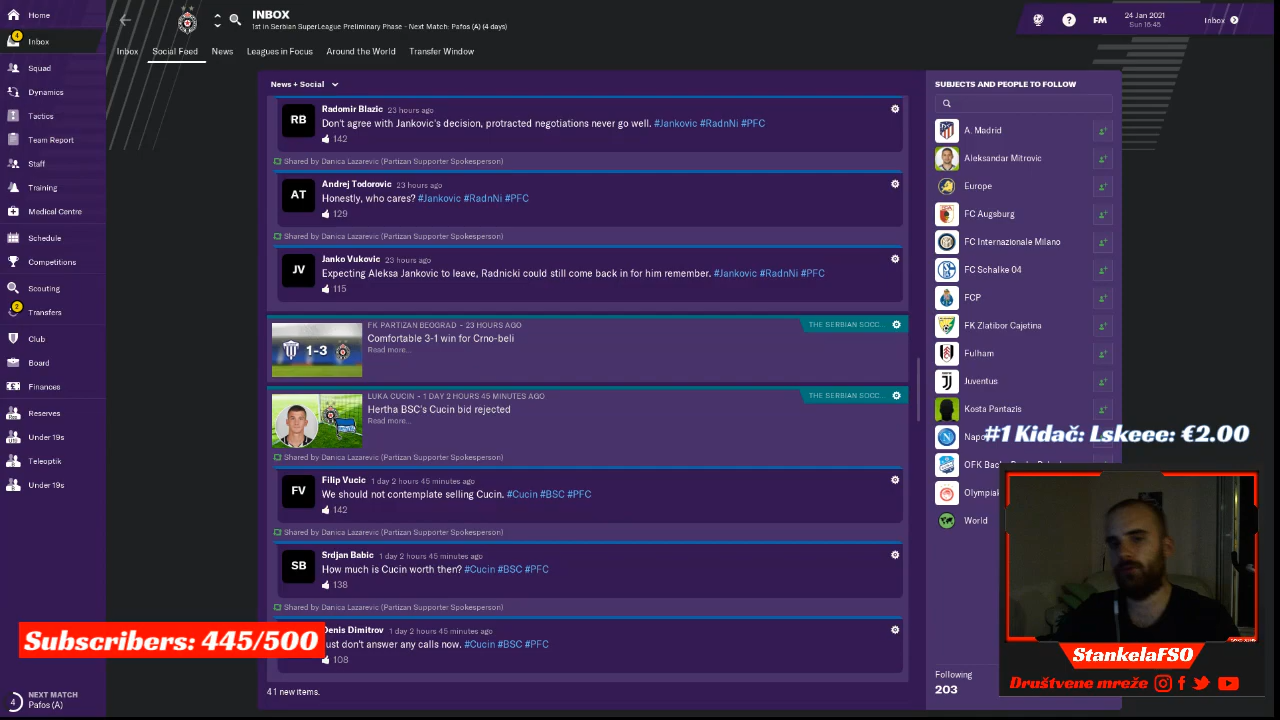 Home
4
Inbox
Squad
Dynamics
Tactics
Team Report
Staff
Training
Medical Centre
Schedule
Competitions
Scouting
2
Transfers
Club
Board
Finances
Reserves
Under 19s
Teleoptik
Under 19s
4
NEXT MATCH
Pafos (A)
INBOX
1st in Serbian SuperLeague Preliminary Phase - Next Match: Pafos (A) (4 days)
?
FM
24 Jan 2021
Sun 16:45
Inbox
Inbox
Social Feed
News
Leagues in Focus
Around the World
Transfer Window
News + Social
RB
Radomir Blazic 23 hours ago
Don't agree with Jankovic's decision, protracted negotiations never go well. #Jankovic #RadnNi #PFC
142
Shared by Danica Lazarevic (Partizan Supporter Spokesperson)
AT
Andrej Todorovic 23 hours ago
Honestly, who cares? #Jankovic #RadnNi #PFC
129
Shared by Danica Lazarevic (Partizan Supporter Spokesperson)
JV
Janko Vukovic 23 hours ago
Expecting Aleksa Jankovic to leave, Radnicki could still come back in for him remember. #Jankovic #RadnNi #PFC
115
1-3
FK PARTIZAN BEOGRAD - 23 HOURS AGO
THE SERBIAN SOCC...
Comfortable 3-1 win for Crno-beli
Read more...
LUKA CUCIN - 1 DAY 2 HOURS 45 MINUTES AGO
THE SERBIAN SOCC...
Hertha BSC's Cucin bid rejected
Read more...
Shared by Danica Lazarevic (Partizan Supporter Spokesperson)
FV
Filip Vucic 1 day 2 hours 45 minutes ago
We should not contemplate selling Cucin. #Cucin #BSC #PFC
142
Shared by Danica Lazarevic (Partizan Supporter Spokesperson)
SB
Srdjan Babic 1 day 2 hours 45 minutes ago
How much is Cucin worth then? #Cucin #BSC #PFC
138
Shared by Danica Lazarevic (Partizan Supporter Spokesperson)
Denis Dimitrov 1 day 2 hours 45 minutes ago
Just don't answer any calls now. #Cucin #BSC #PFC
108
41 new items.
SUBJECTS AND PEOPLE TO FOLLOW
A. Madrid
Aleksandar Mitrovic
Europe
FC Augsburg
FC Internazionale Milano
FC Schalke 04
FCP
FK Zlatibor Cajetina
Fulham
Juventus
Kosta Pantazis
OFK
World
Following
203
#1 Kidač: Lskeee: €2.00
Subscribers: 445/500
StankelaFSO
Društvene mreže